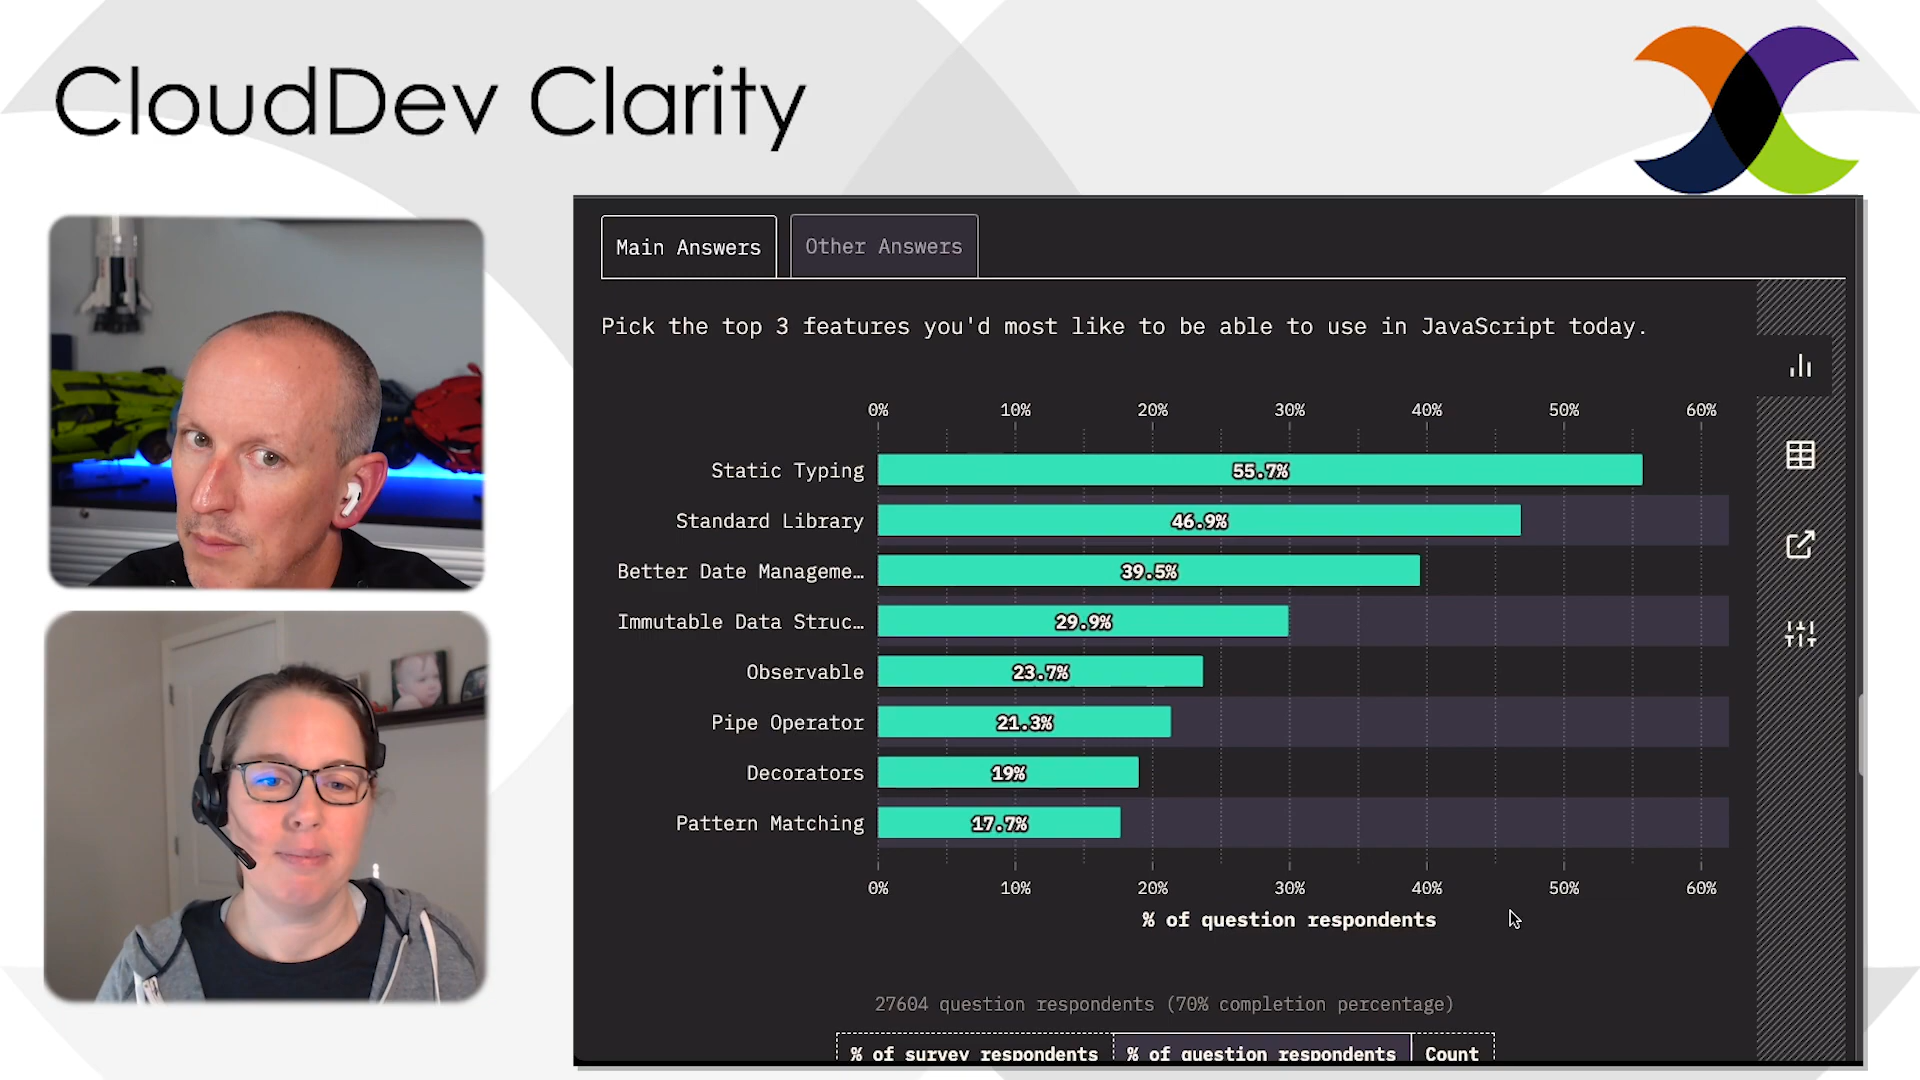 CloudDev Clarity
Main Answers
Other Answers
Pick the top 3 features you'd most like to be able to use in JavaScript today.
0% 10% 20% 30% 40% 50% 60%
Static Typing 55.7%
Standard Library 46.9%
Better Date Manageme… 39.5%
Immutable Data Struc… 29.9%
Observable 23.7%
Pipe Operator 21.3%
Decorators 19%
Pattern Matching 17.7%
0% 10% 20% 30% 40% 50% 60%
% of question respondents
27604 question respondents (70% completion percentage)
% of survey respondents % of question respondents Count